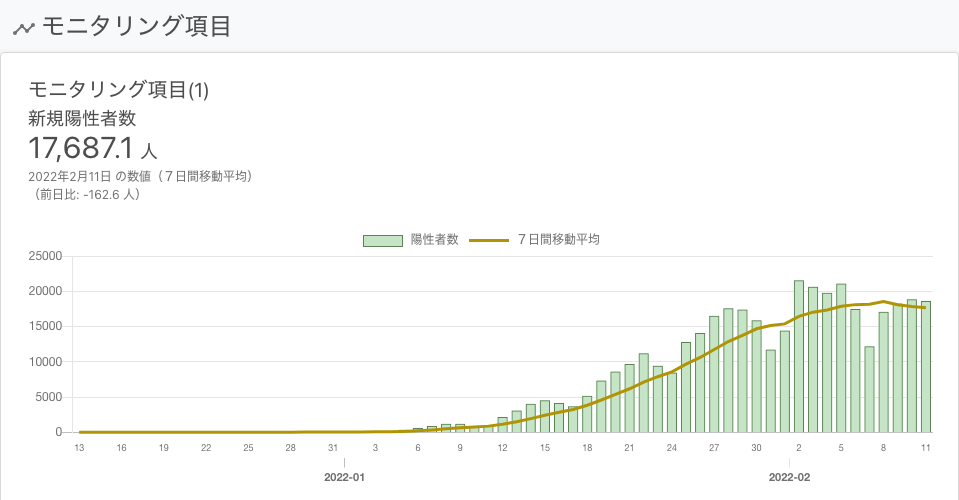 モニタリング項目
モニタリング項目(1)
新規陽性者数
17,687.1 人
2022年2月11日 の数値（７日間移動平均）
（前日比: -162.6 人）
陽性者数 ７日間移動平均
25000
20000
15000
10000
5000
0
13 16 19 22 25 28 31 3 6 9 12 15 18 21 24 27 30 2 5 8 11
2022-01 2022-02